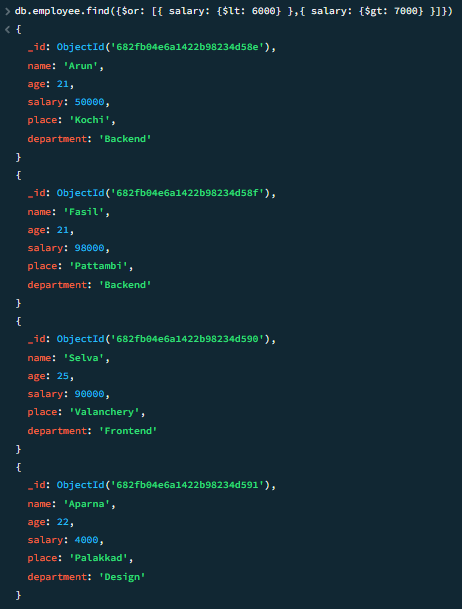 > db.employee.find({$or: [{ salary: {$lt: 6000} },{ salary: {$gt: 7000} }]})
< {
_id: ObjectId('682fb04e6a1422b98234d58e'),
name: 'Arun',
age: 21,
salary: 50000,
place: 'Kochi',
department: 'Backend'
}
{
_id: ObjectId('682fb04e6a1422b98234d58f'),
name: 'Fasil',
age: 21,
salary: 98000,
place: 'Pattambi',
department: 'Backend'
}
{
_id: ObjectId('682fb04e6a1422b98234d590'),
name: 'Selva',
age: 25,
salary: 90000,
place: 'Valanchery',
department: 'Frontend'
}
{
_id: ObjectId('682fb04e6a1422b98234d591'),
name: 'Aparna',
age: 22,
salary: 4000,
place: 'Palakkad',
department: 'Design'
}